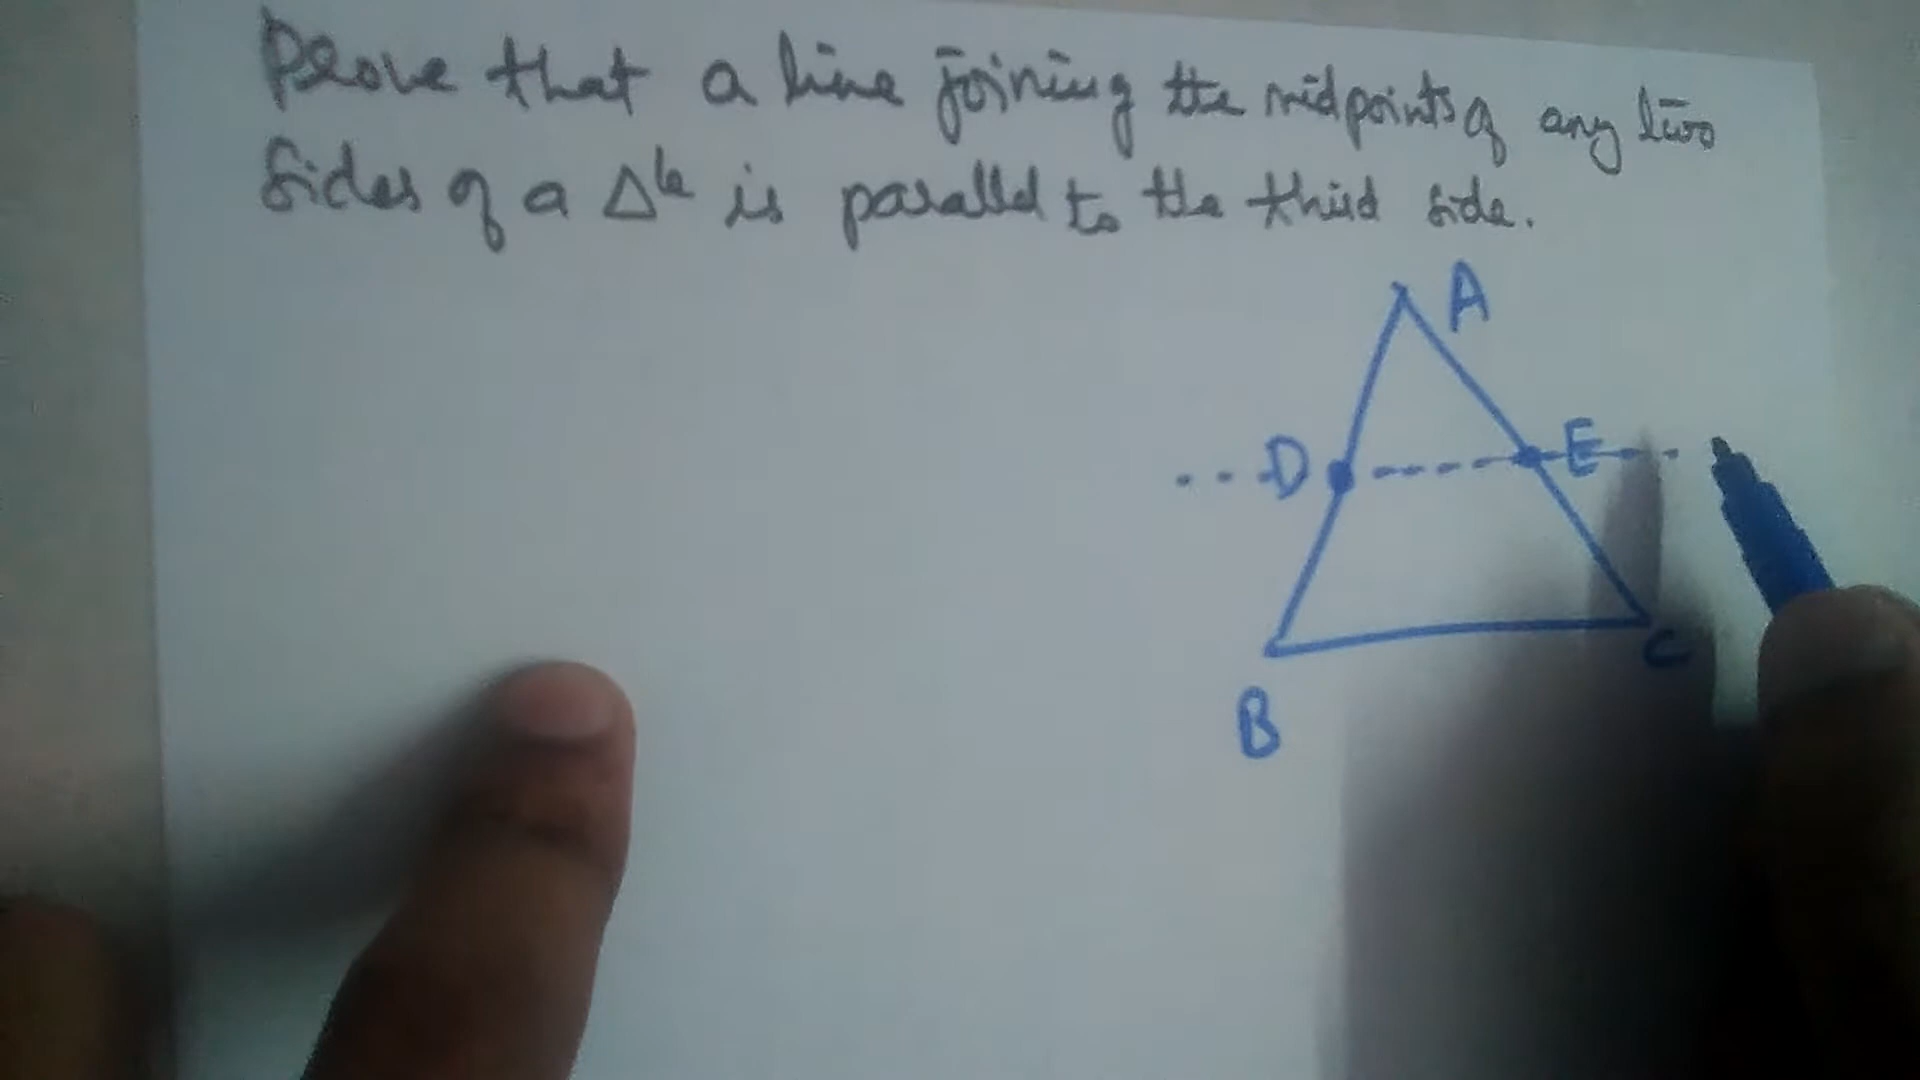 Prove that a line joining the midpoints of any two
sides of a Δle is parallel to the third side.
A
D
E
C
B